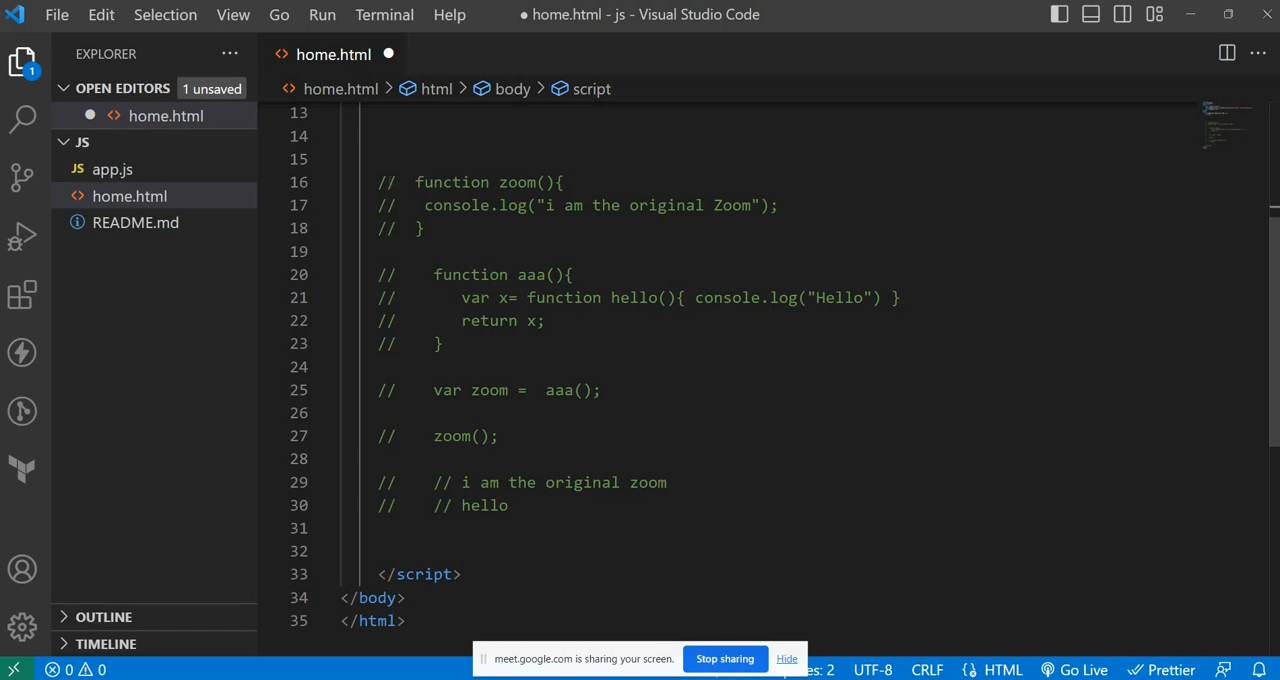 File Edit Selection View Go Run Terminal Help
● home.html - js - Visual Studio Code
EXPLORER
1
OPEN EDITORS 1 unsaved
home.html
JS
JS app.js
home.html
README.md
OUTLINE
TIMELINE
home.html
home.html > html > body > script
13
14
15
16 // function zoom(){
17 // console.log("i am the original Zoom");
18 // }
19
20 // function aaa(){
21 // var x= function hello(){ console.log("Hello") }
22 // return x;
23 // }
24
25 // var zoom = aaa();
26
27 // zoom();
28
29 // // i am the original zoom
30 // // hello
31
32
33 </script>
34 </body>
35 </html>
meet.google.com is sharing your screen. Stop sharing Hide
0 0 2 UTF-8 CRLF HTML Go Live Prettier